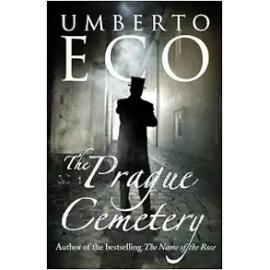 UMBERTO
ECO
The
Prague
Cemetery
Author of the bestselling The Name of the Rose